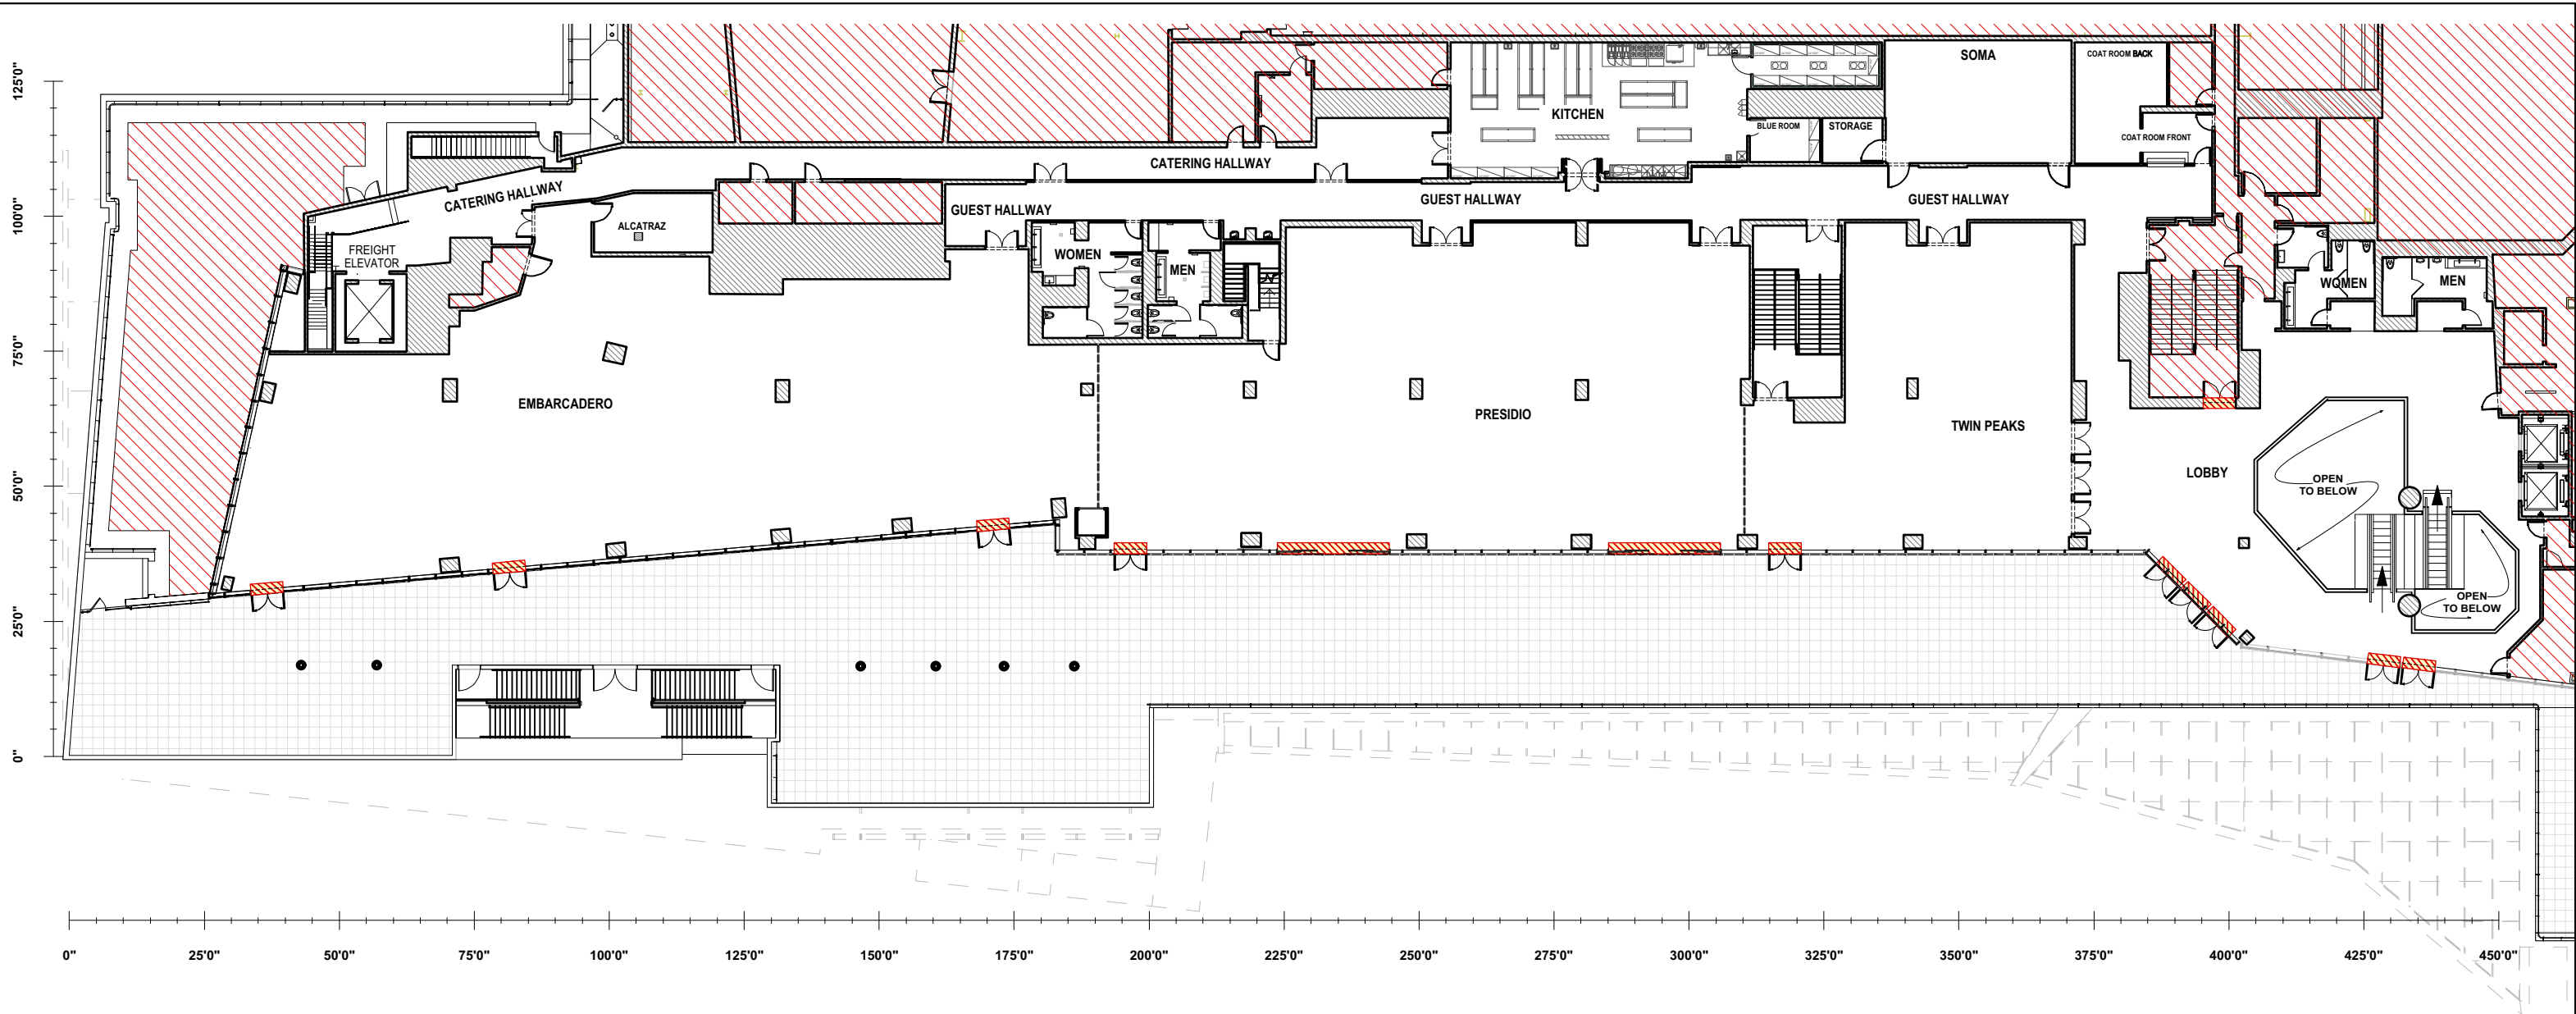 125'0"
100'0"
75'0"
50'0"
25'0"
0"
SOMA
COAT ROOM BACK
KITCHEN
BLUE ROOM
STORAGE
COAT ROOM FRONT
CATERING HALLWAY
CATERING HALLWAY
GUEST HALLWAY
GUEST HALLWAY
GUEST HALLWAY
ALCATRAZ
FREIGHT
ELEVATOR
WOMEN
MEN
WOMEN
MEN
EMBARCADERO
PRESIDIO
TWIN PEAKS
LOBBY
OPEN
TO BELOW
OPEN
TO BELOW
0"
25'0"
50'0"
75'0"
100'0"
125'0"
150'0"
175'0"
200'0"
225'0"
250'0"
275'0"
300'0"
325'0"
350'0"
375'0"
400'0"
425'0"
450'0"